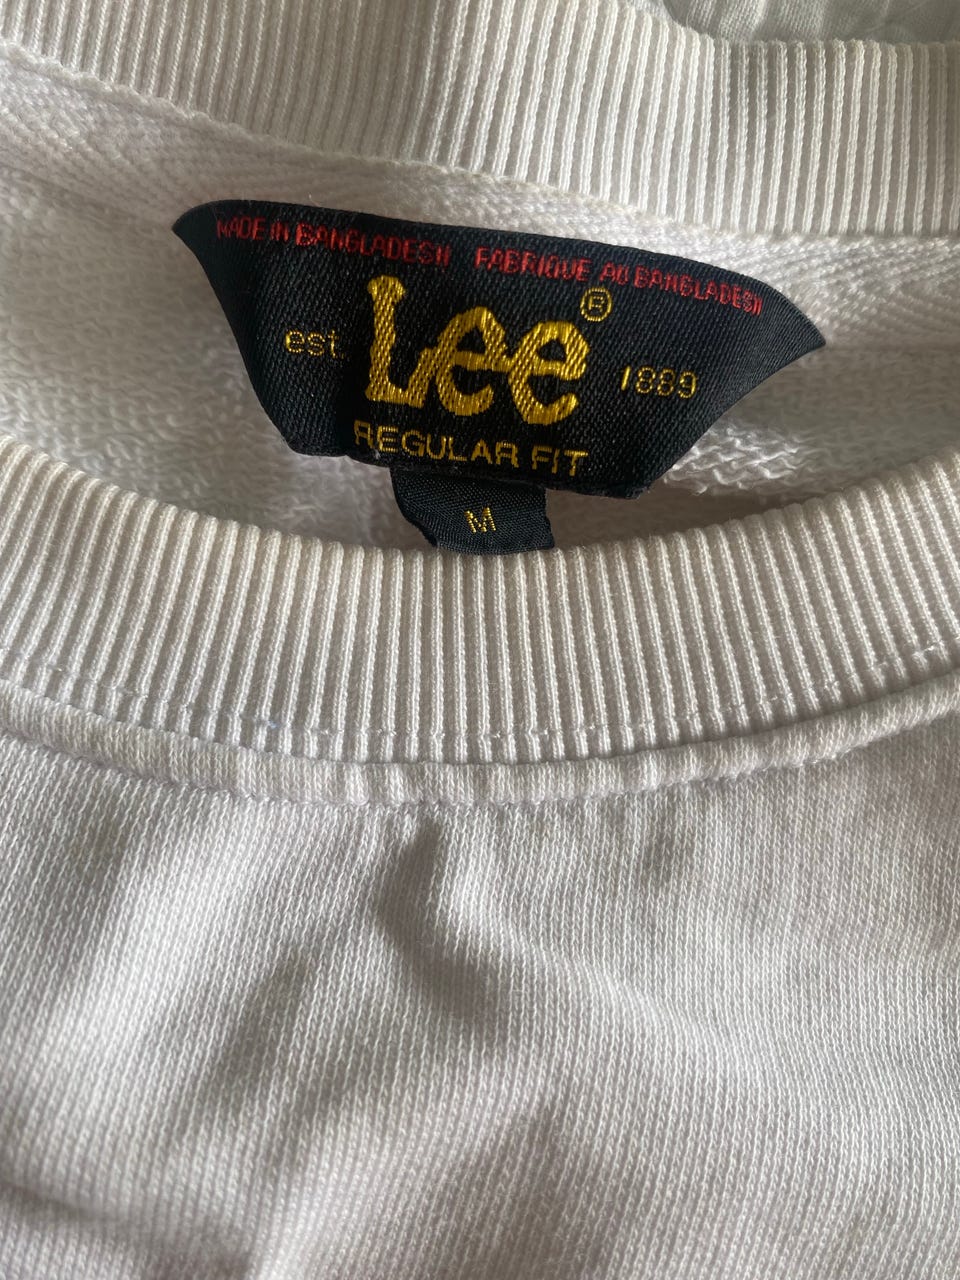 MADE IN BANGLADESH FABRIQUE AU BANGLADESH
Lee®
est. 1889
REGULAR FIT
M